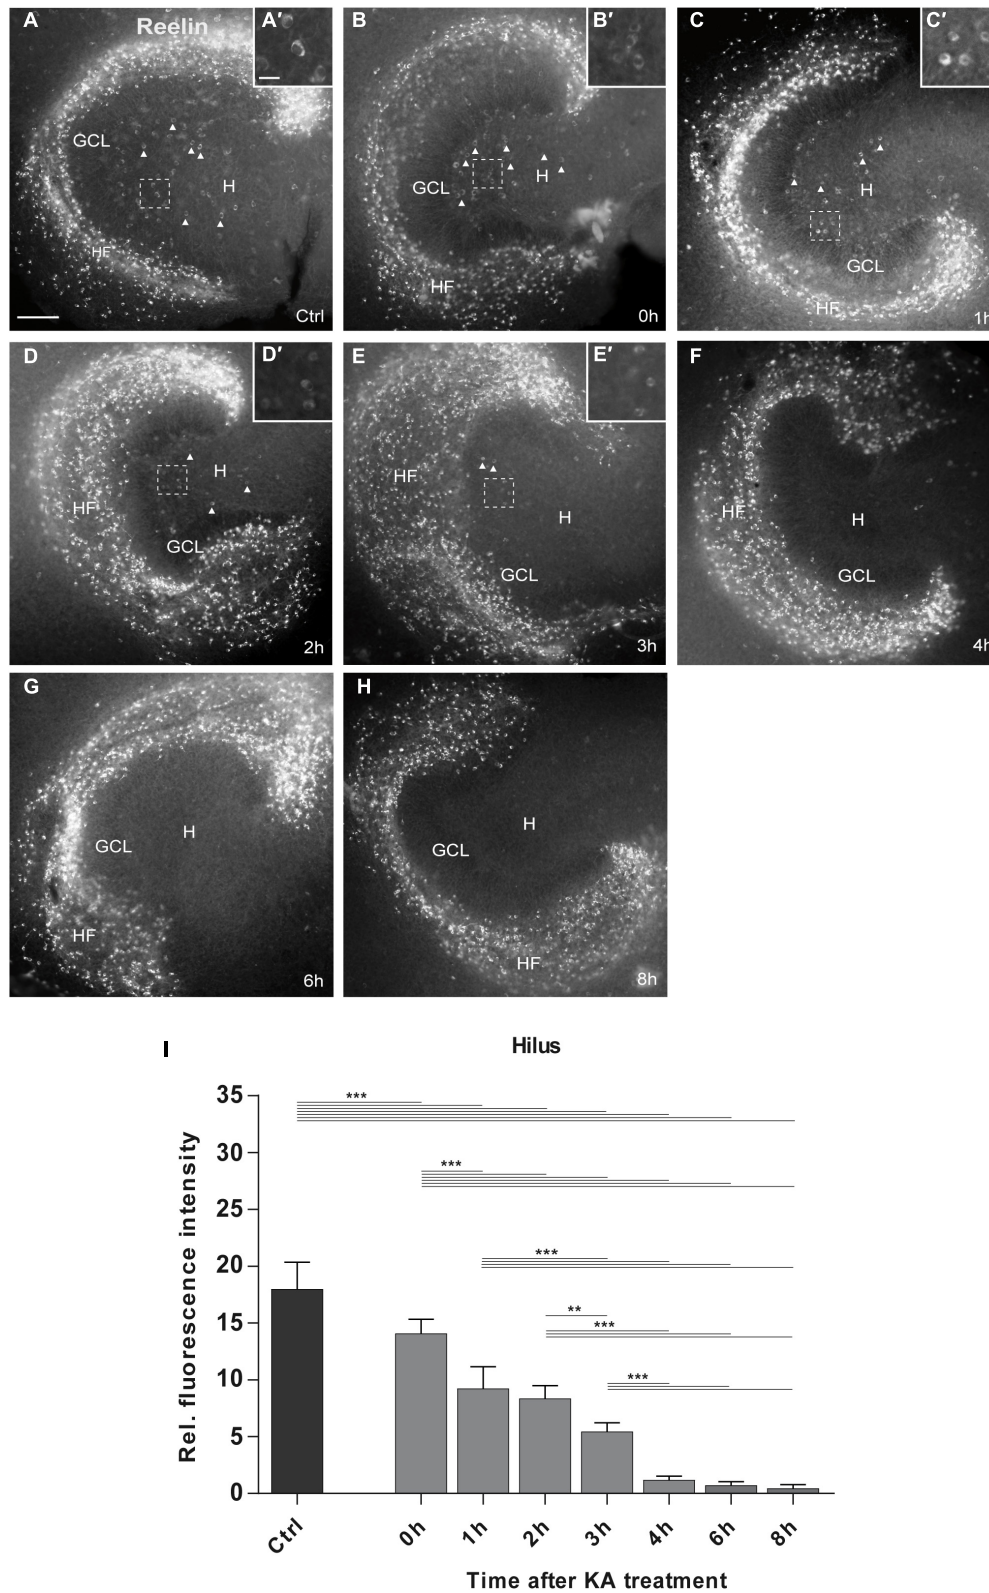 A Reelin A′
GCL
H
HF
Ctrl
B B′
GCL
H
HF
0h
C C′
H
GCL
HF
1h
D D′
H
HF
GCL
2h
E E′
HF
H
GCL
3h
F
HF
H
GCL
4h
G
H
GCL
HF
6h
H
H
GCL
HF
8h
I Hilus
Rel. fluorescence intensity
35
30
25
20
15
10
5
0
***
***
***
**
***
***
Ctrl 0h 1h 2h 3h 4h 6h 8h
Time after KA treatment